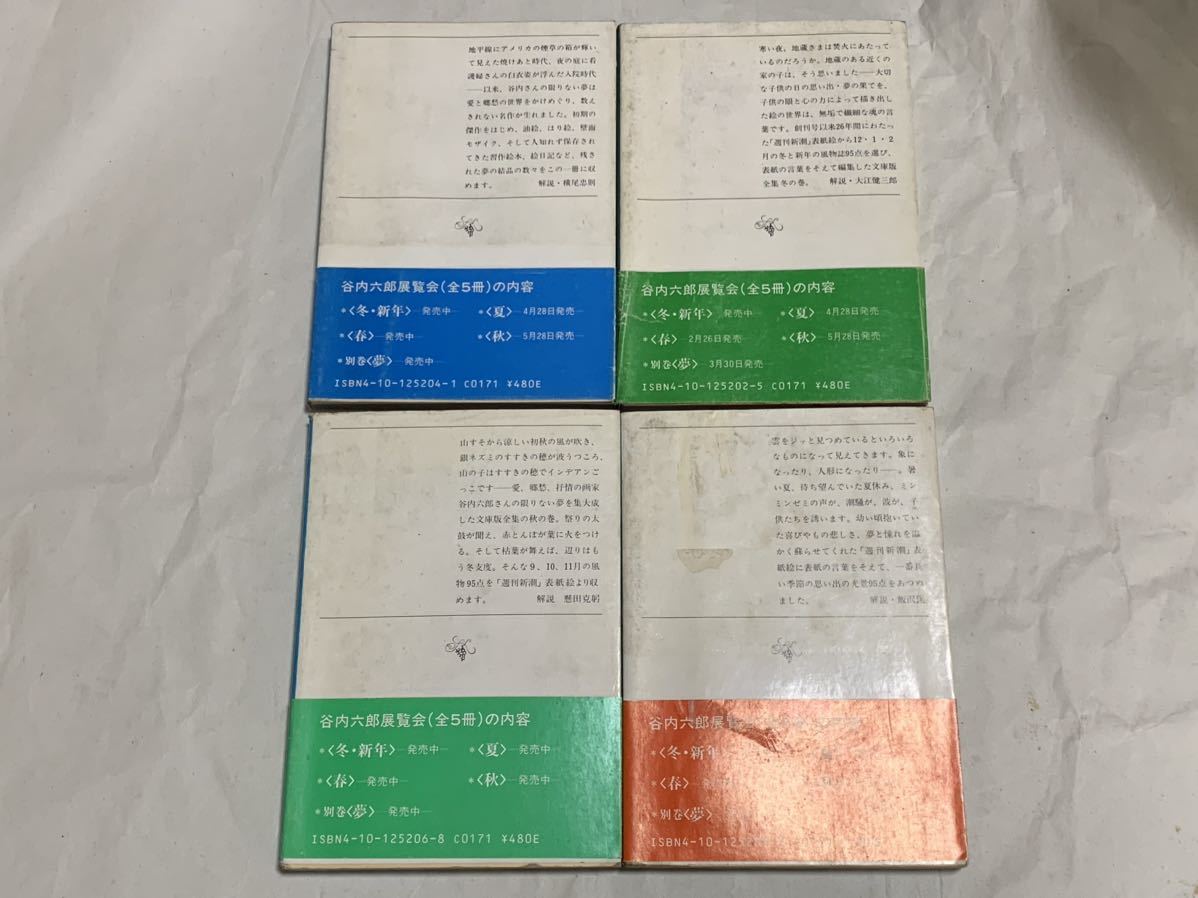 地平線にアメリカの煙草の箱が輝い
て見えた焼けあと時代、夜の庭に看
護婦さんの白衣姿が浮んだ入院時代
――以来、谷内さんの限りない夢は
愛と郷愁の世界をかけめぐり、数え
きれない名作が生れました。初期の
傑作をはじめ、油絵、はり絵、壁面
モザイク、そして人知れず保存され
てきた習作絵本、絵日記など、残さ
れた夢の結晶の数々をこの一冊に収
めます。 解説・横尾忠則
谷内六郎展覧会(全5冊)の内容
*〈冬・新年〉―発売中― *〈夏〉―4月28日発売―
*〈春〉―発売中― *〈秋〉―5月28日発売―
*別巻〈夢〉―発売中―
ISBN4-10-125204-1 C0171 ¥480E
寒い夜、地蔵さまは焚火にあたって
いるのだろうか。地蔵のある近くの
家の子は、そう思いました――大切
な子供の日の思い出・夢の果てを、
子供の眼と心の力によって描き出し
た絵の世界は、無垢で繊細な魂の言
葉です。創刊号以来26年間にわたっ
た「週刊新潮」表紙絵から12・1・2
月の冬と新年の風物誌95点を選び、
表紙の言葉をそえて編集した文庫版
全集冬の巻。 解説・大江健三郎
谷内六郎展覧会(全5冊)の内容
*〈冬・新年〉―発売中― *〈夏〉―4月28日発売―
*〈春〉―2月26日発売― *〈秋〉―5月28日発売―
*別巻〈夢〉―3月30日発売―
ISBN4-10-125202-5 C0171 ¥480E
山すそから涼しい初秋の風が吹き、
銀ネズミのすすきの穂が波うつころ、
山の子はすすきの穂でインデアンご
っこです――愛、郷愁、抒情の画家
谷内六郎さんの限りない夢を集大成
した文庫版全集の秋の巻。祭りの太
鼓が聞え、赤とんぼが葉に火をつけ
る。そして枯葉が舞えば、辺りはも
う冬支度。そんな9、10、11月の風
物95点を「週刊新潮」表紙絵より収
めます。 解説 懸田克躬
谷内六郎展覧会(全5冊)の内容
*〈冬・新年〉―発売中― *〈夏〉―発売中―
*〈春〉―発売中― *〈秋〉―発売中―
*別巻〈夢〉―発売中―
ISBN4-10-125206-8 C0171 ¥480E
雲をジッと見つめているといろいろ
なものになって見えてきます。象に
なったり、人形になったり――。暑
い夏、待ち望んでいた夏休み、ミン
ミンゼミの声が、潮騒が、波が、子
供たちを誘います。幼い頃抱いてい
た喜びやもの悲しさ、夢と憧れを温
かく蘇らせてくれた「週刊新潮」表
紙絵に表紙の言葉をそえて、一番長
い季節の思い出の光景95点をあつめ
ました。 解説・飯沢匡
谷内六郎展
*〈冬・新年〉
*〈春〉
*別巻〈夢〉
ISBN4-10-1252